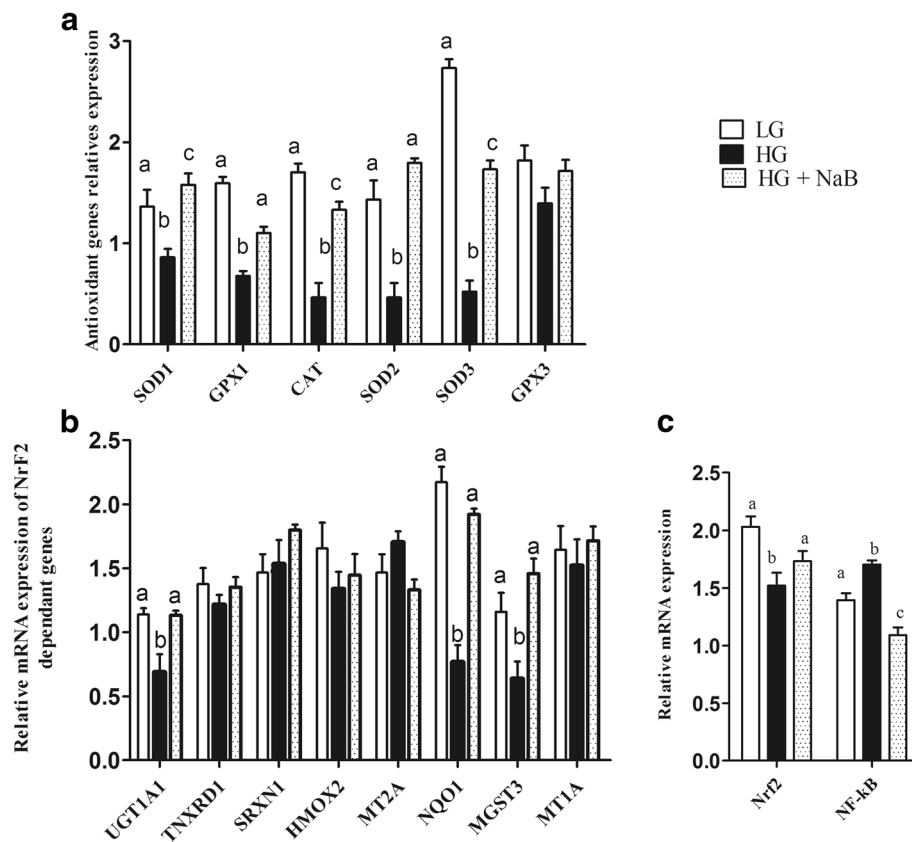 a
Antioxidant genes relatives expression
3
2
1
0
a
b
c
a
b
a
a
b
c
a
b
a
a
b
c
SOD1
GPX1
CAT
SOD2
SOD3
GPX3
LG
HG
HG + NaB
b
Relative mRNA expression of NrF2
dependant genes
2.5
2.0
1.5
1.0
0.5
0.0
a
b
a
a
b
a
a
b
a
UGT1A1
TNXRD1
SRXN1
HMOX2
MT2A
NQO1
MGST3
MT1A
c
Relative mRNA expression
2.5
2.0
1.5
1.0
0.5
0.0
a
b
a
a
b
c
Nrf2
NF-kB